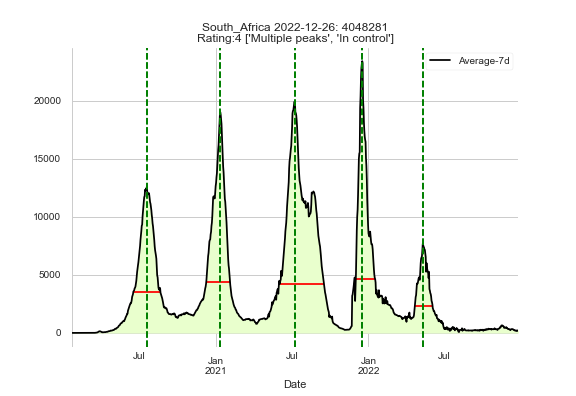 South_Africa 2022-12-26: 4048281
Rating:4 ['Multiple peaks', 'In control']
Average-7d
20000
15000
10000
5000
0
Jul
Jan
2021
Jul
Jan
2022
Jul
Date